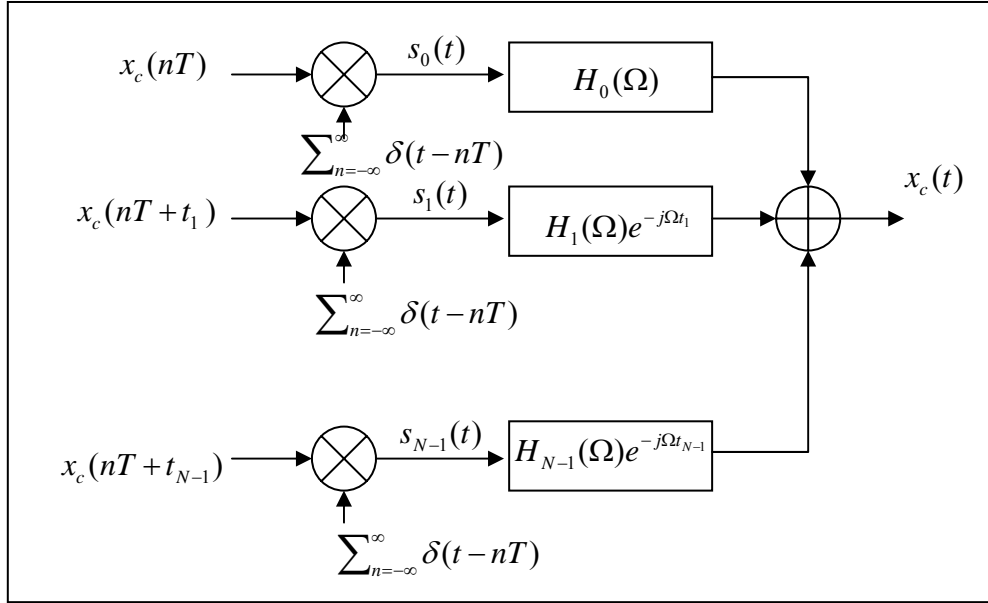 x_c(nT) s_0(t) H_0(Ω)
∑_{n=-∞}^{∞} δ(t − nT)
x_c(nT + t_1) s_1(t) H_1(Ω)e^{-jΩt_1} x_c(t)
∑_{n=-∞}^{∞} δ(t − nT)
x_c(nT + t_{N-1}) s_{N-1}(t) H_{N-1}(Ω)e^{-jΩt_{N-1}}
∑_{n=-∞}^{∞} δ(t − nT)